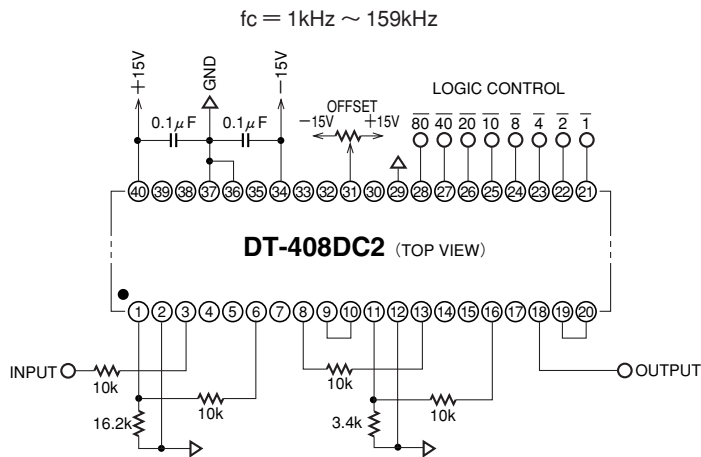 fc = 1kHz ～ 159kHz
+15V
GND
−15V
LOGIC CONTROL
0.1μF
0.1μF
OFFSET
−15V
+15V
80 40 20 10 8 4 2 1
40 39 38 37 36 35 34 33 32 31 30 29 28 27 26 25 24 23 22 21
DT-408DC2 (TOP VIEW)
1 2 3 4 5 6 7 8 9 10 11 12 13 14 15 16 17 18 19 20
INPUT
10k
10k
OUTPUT
10k
10k
16.2k
3.4k